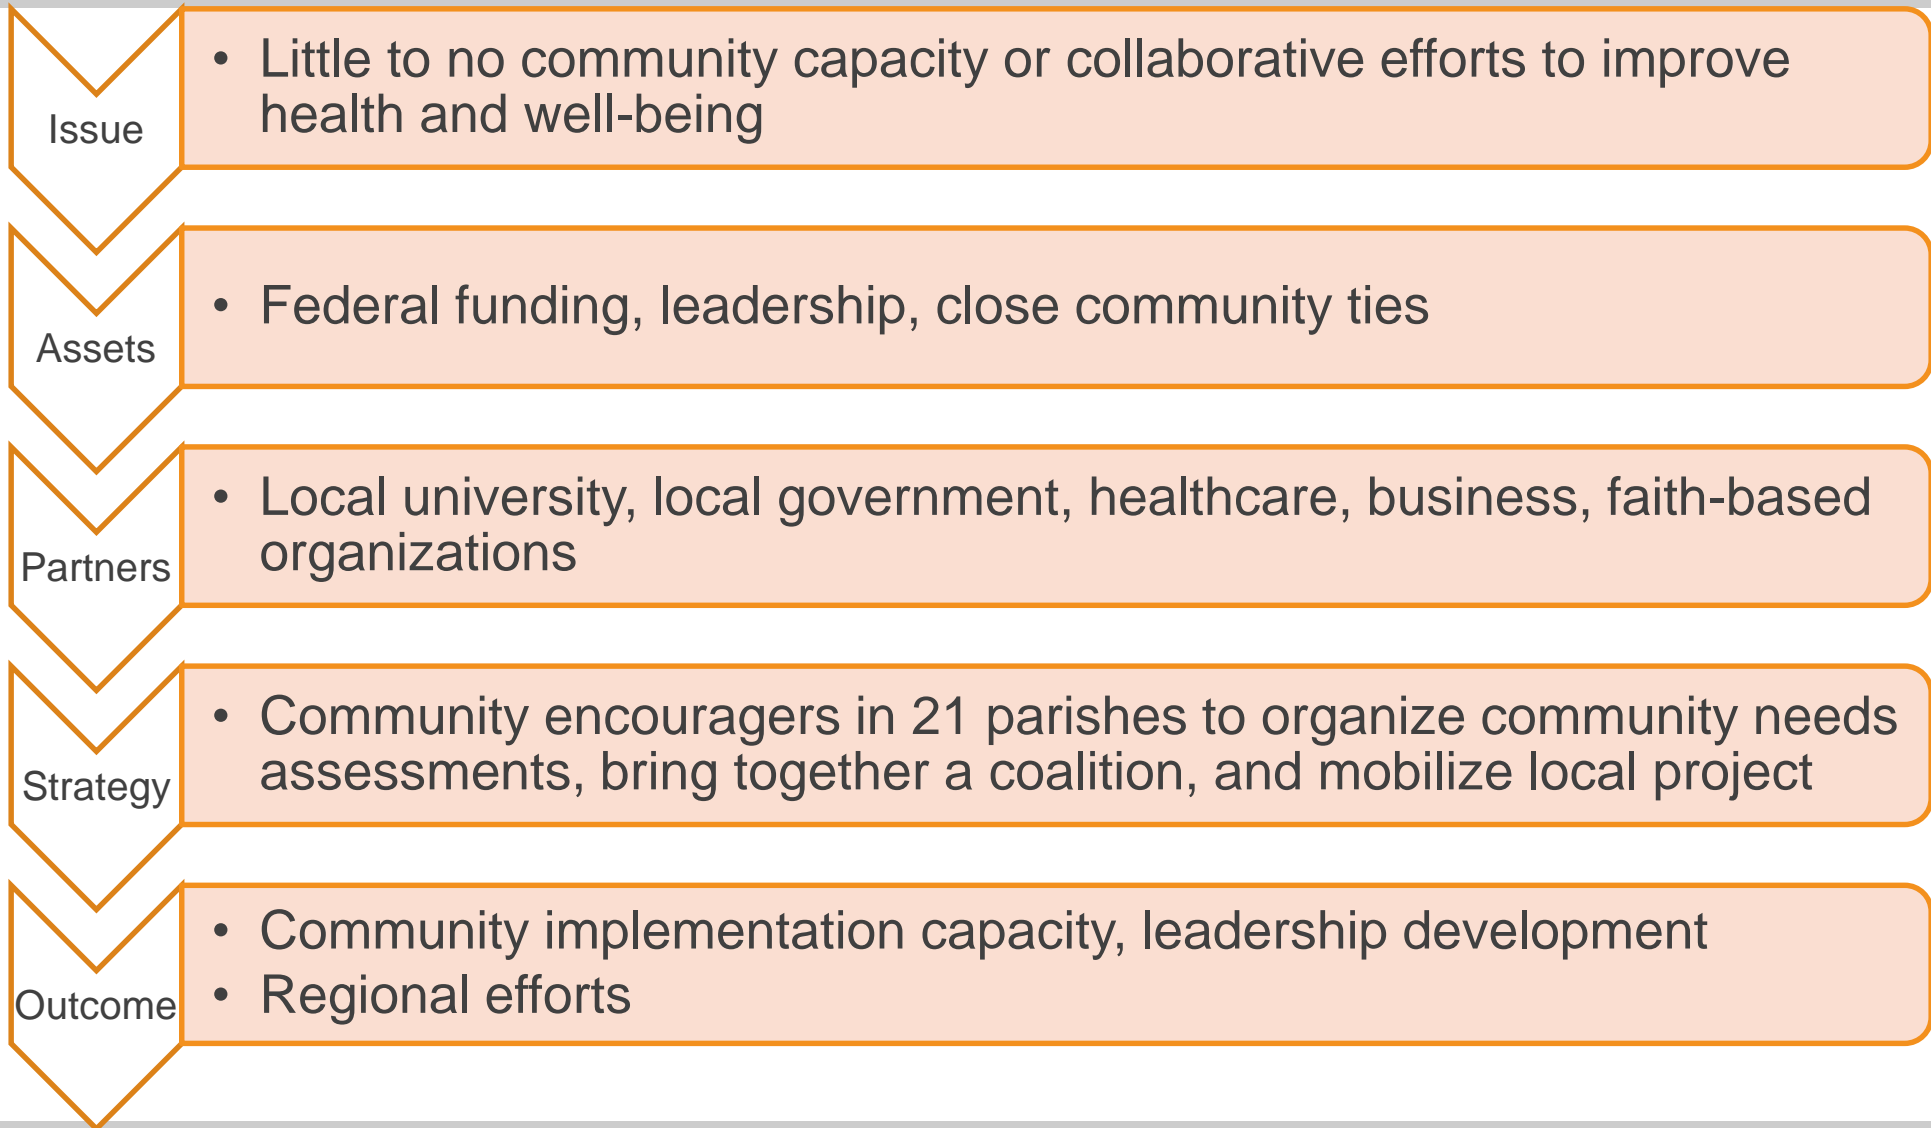 Issue
• Little to no community capacity or collaborative efforts to improve
health and well-being
Assets
• Federal funding, leadership, close community ties
Partners
• Local university, local government, healthcare, business, faith-based
organizations
Strategy
• Community encouragers in 21 parishes to organize community needs
assessments, bring together a coalition, and mobilize local project
Outcome
• Community implementation capacity, leadership development
• Regional efforts